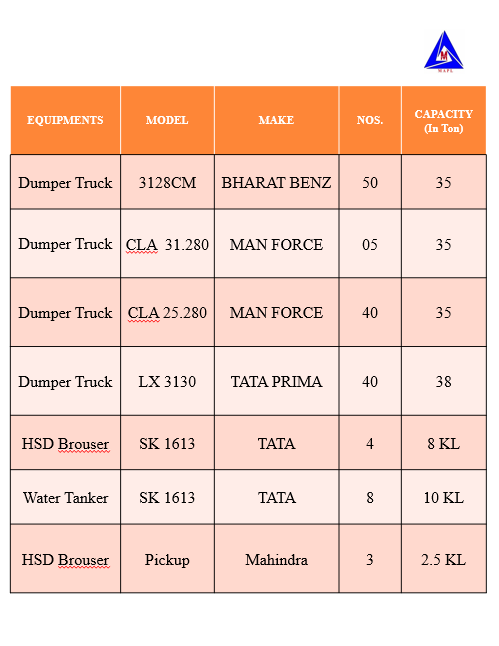 M
MAPL
EQUIPMENTS MODEL MAKE NOS. CAPACITY
(In Ton)
Dumper Truck 3128CM BHARAT BENZ 50 35
Dumper Truck CLA 31.280 MAN FORCE 05 35
Dumper Truck CLA 25.280 MAN FORCE 40 35
Dumper Truck LX 3130 TATA PRIMA 40 38
HSD Brouser SK 1613 TATA 4 8 KL
Water Tanker SK 1613 TATA 8 10 KL
HSD Brouser Pickup Mahindra 3 2.5 KL